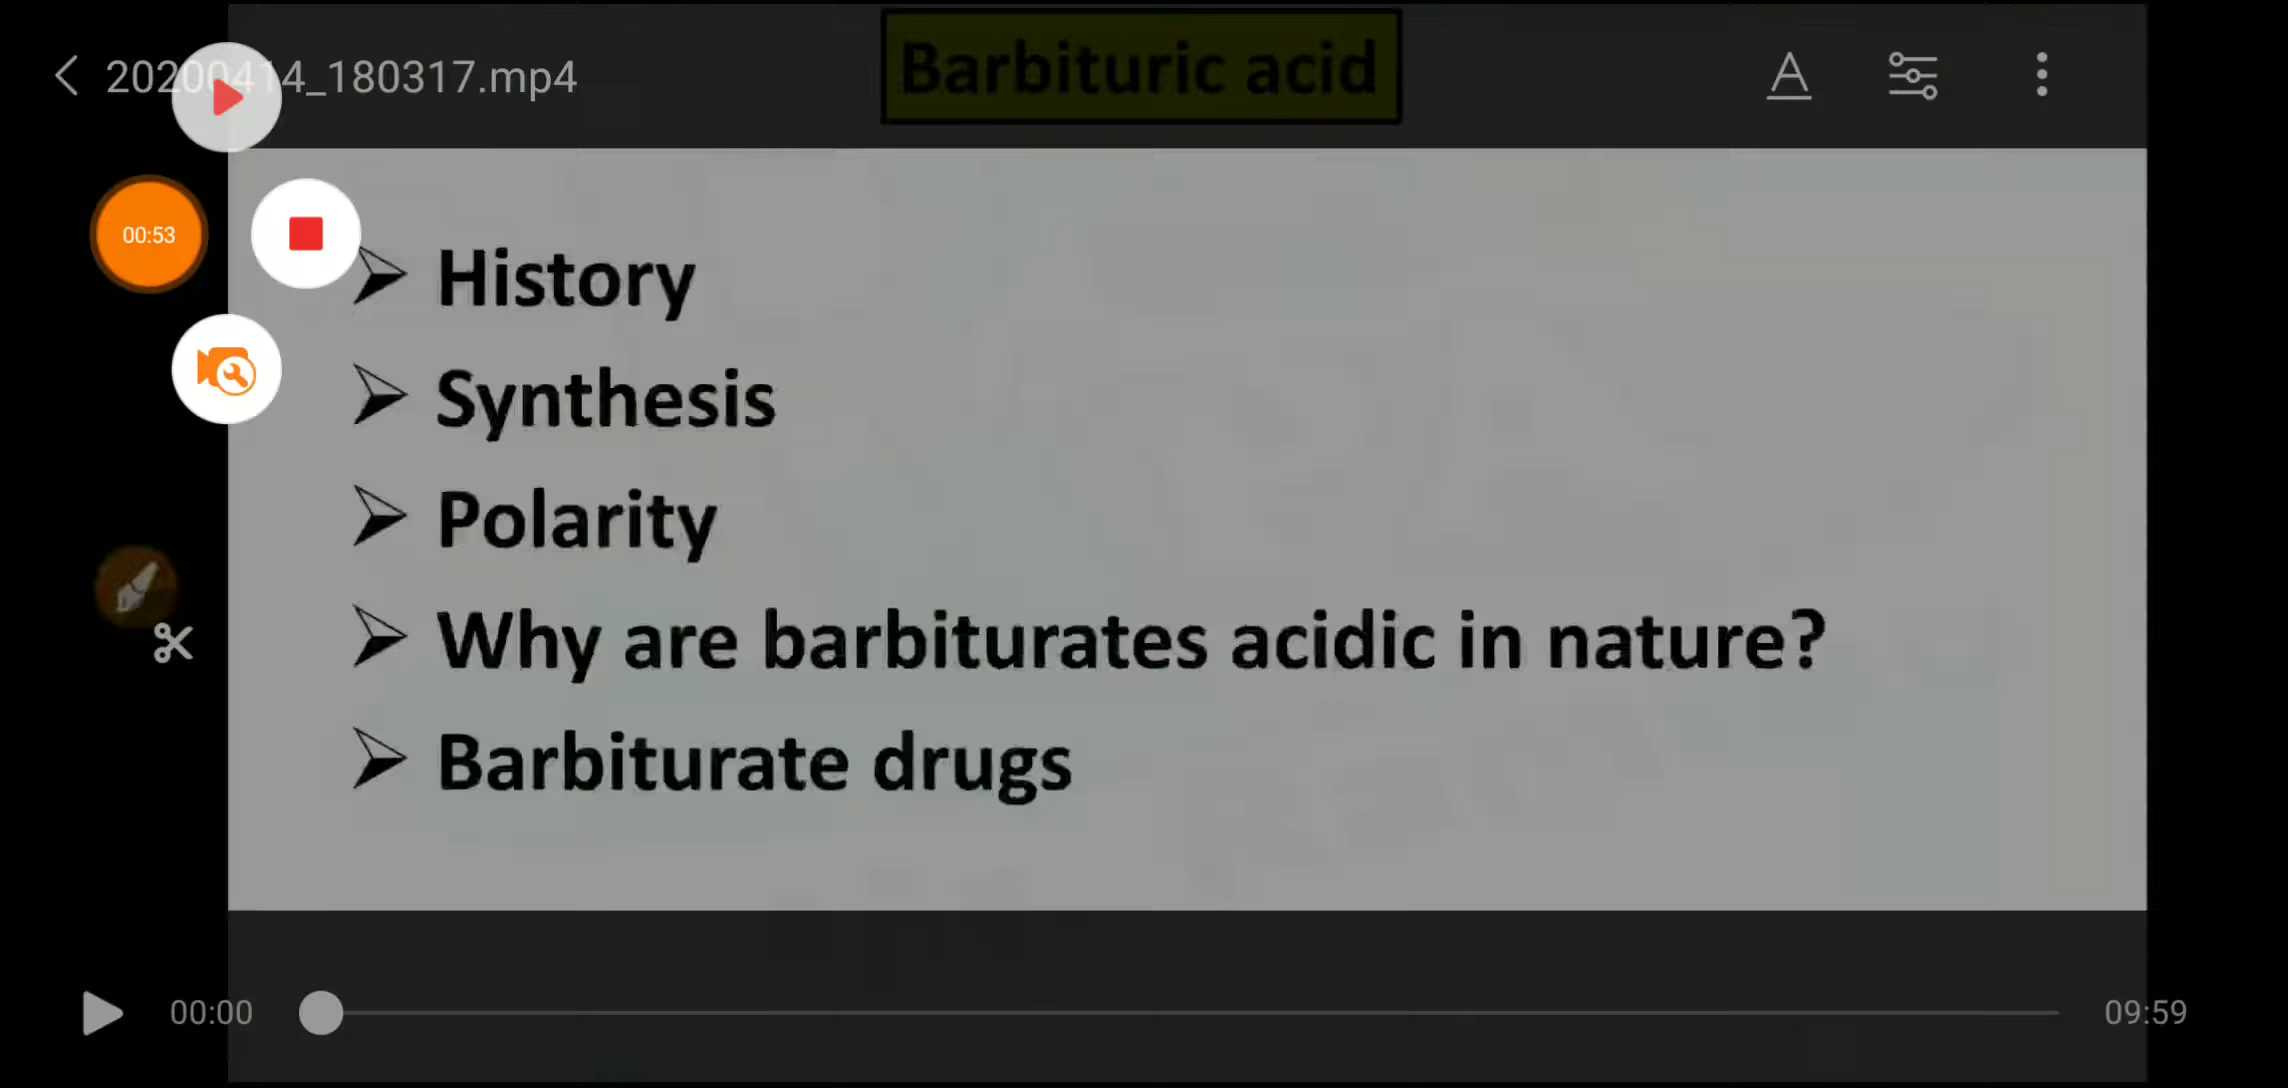 20200414_180317.mp4
Barbituric acid
A
00:53
History
Synthesis
Polarity
Why are barbiturates acidic in nature?
Barbiturate drugs
00:00
09:59